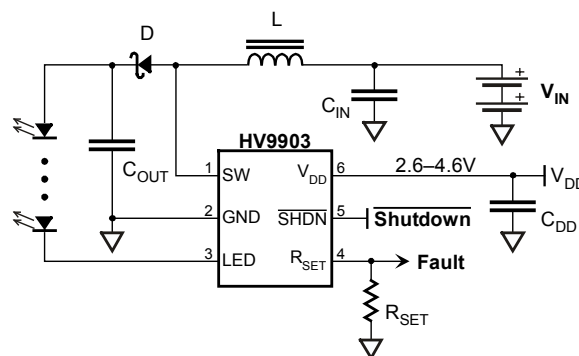 D
L
C_IN
+
+
V_IN
HV9903
C_OUT
1 SW
V_DD 6
2.6–4.6V
V_DD
2 GND
SHDN 5
Shutdown
C_DD
3 LED
R_SET 4
Fault
R_SET